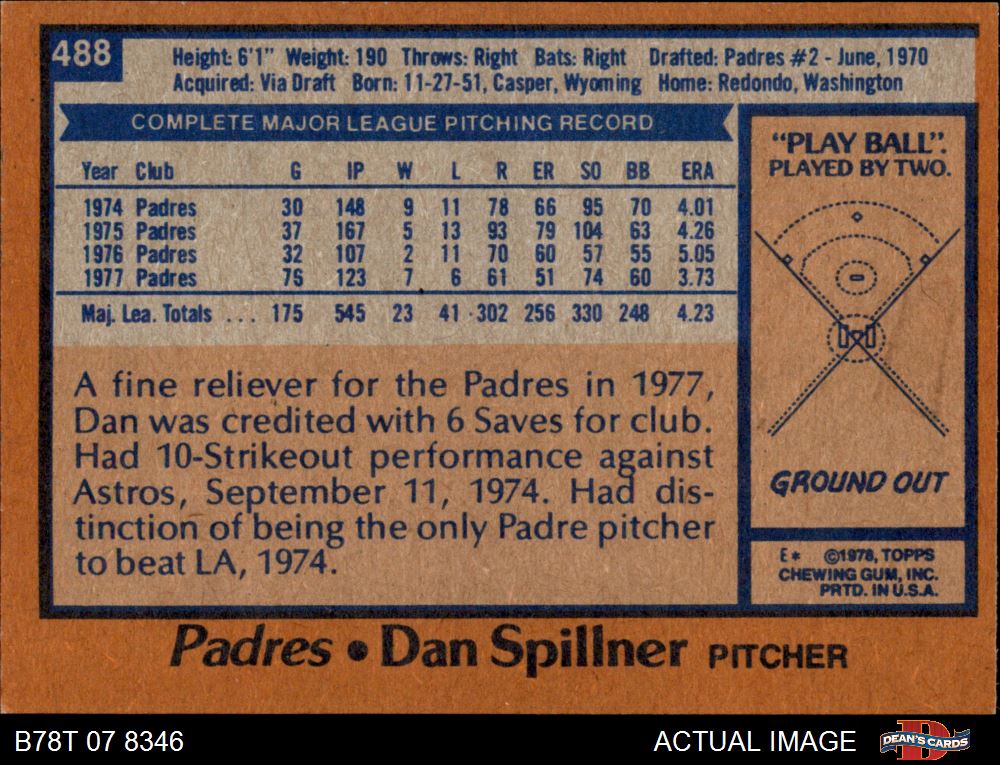 488
Height: 6'1" Weight: 190 Throws: Right Bats: Right Drafted: Padres #2 - June, 1970
Acquired: Via Draft Born: 11-27-51, Casper, Wyoming Home: Redondo, Washington
COMPLETE MAJOR LEAGUE PITCHING RECORD
Year Club G IP W L R ER SO BB ERA
1974 Padres 30 148 9 11 78 66 95 70 4.01
1975 Padres 37 167 5 13 93 79 104 63 4.26
1976 Padres 32 107 2 11 70 60 57 55 5.05
1977 Padres 76 123 7 6 61 51 74 60 3.73
Maj. Lea. Totals ... 175 545 23 41 302 256 330 248 4.23
A fine reliever for the Padres in 1977,
Dan was credited with 6 Saves for club.
Had 10-Strikeout performance against
Astros, September 11, 1974. Had dis-
tinction of being the only Padre pitcher
to beat LA, 1974.
"PLAY BALL".
PLAYED BY TWO.
GROUND OUT
E* ©1978, TOPPS
CHEWING GUM, INC.
PRTD. IN U.S.A.
Padres • Dan Spillner PITCHER
B78T 07 8346
ACTUAL IMAGE
DEAN'S CARDS